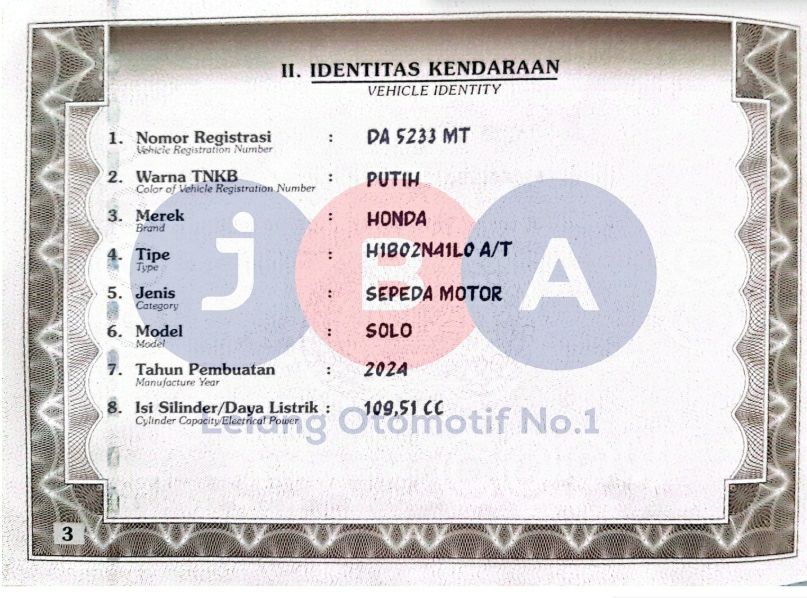 II. IDENTITAS KENDARAAN
VEHICLE IDENTITY
1. Nomor Registrasi : DA 5233 MT
Vehicle Registration Number
2. Warna TNKB : PUTIH
Color of Vehicle Registration Number
3. Merek : HONDA
Brand
4. Tipe : H1B02N41L0 A/T
Type
5. Jenis : SEPEDA MOTOR
Category
6. Model : SOLO
Model
7. Tahun Pembuatan : 2024
Manufacture Year
8. Isi Silinder/Daya Listrik : 109,51 CC
Cylinder Capacity/Electrical Power
jBA
Lelang Otomotif No.1
3